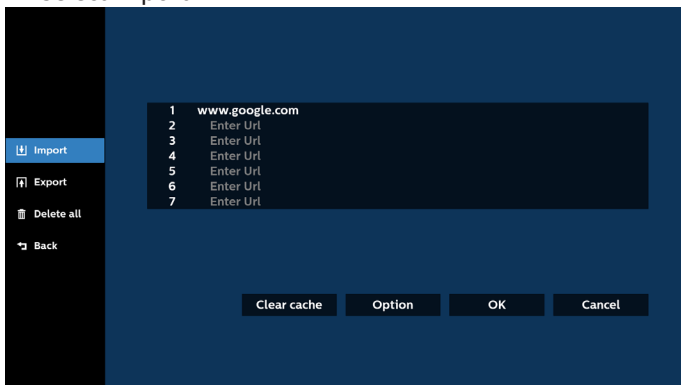 1 www.google.com
2 Enter Url
3 Enter Url
4 Enter Url
5 Enter Url
6 Enter Url
7 Enter Url
Import
Export
Delete all
Back
Clear cache Option OK Cancel